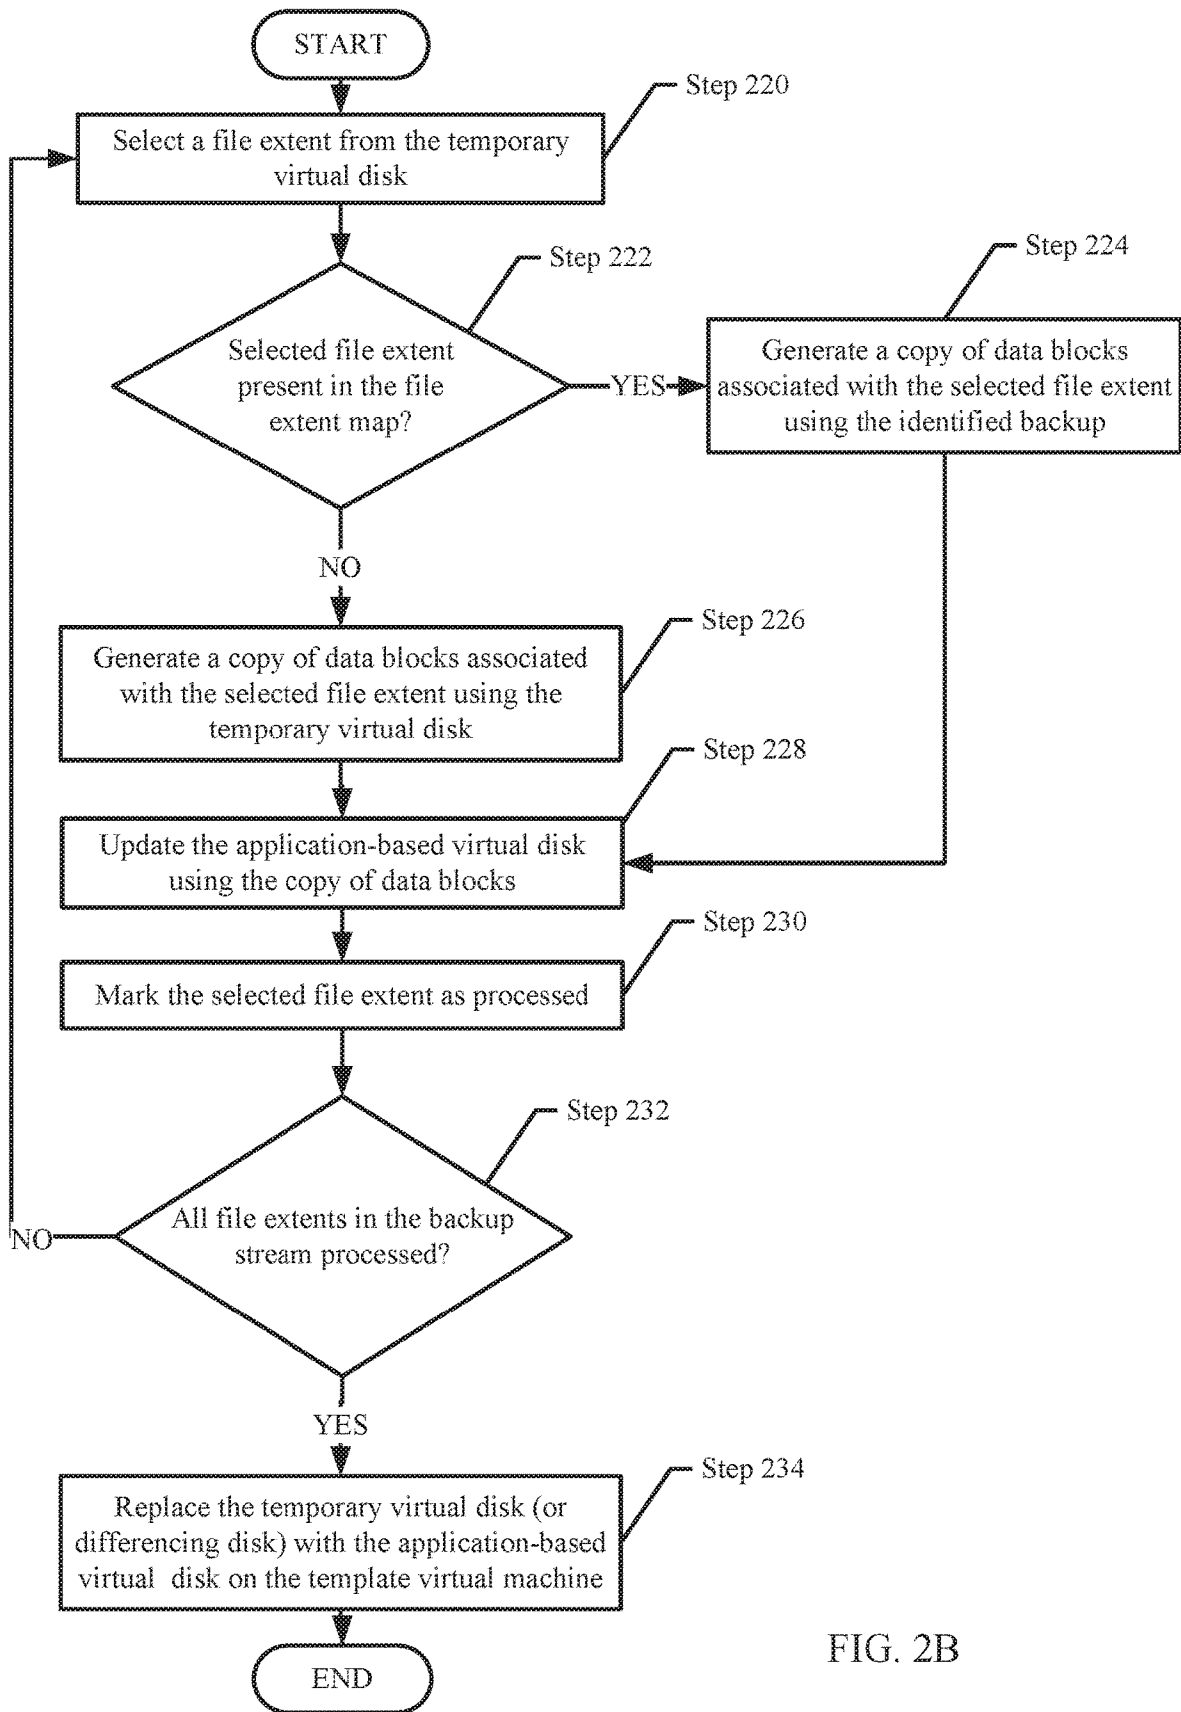 START
Step 220
Select a file extent from the temporary
virtual disk
Step 222
Selected file extent
present in the file
extent map?
YES
Step 224
Generate a copy of data blocks
associated with the selected file extent
using the identified backup
NO
Step 226
Generate a copy of data blocks associated
with the selected file extent using the
temporary virtual disk
Step 228
Update the application-based virtual disk
using the copy of data blocks
Step 230
Mark the selected file extent as processed
Step 232
All file extents in the backup
stream processed?
NO
YES
Step 234
Replace the temporary virtual disk (or
differencing disk) with the application-based
virtual disk on the template virtual machine
END
FIG. 2B